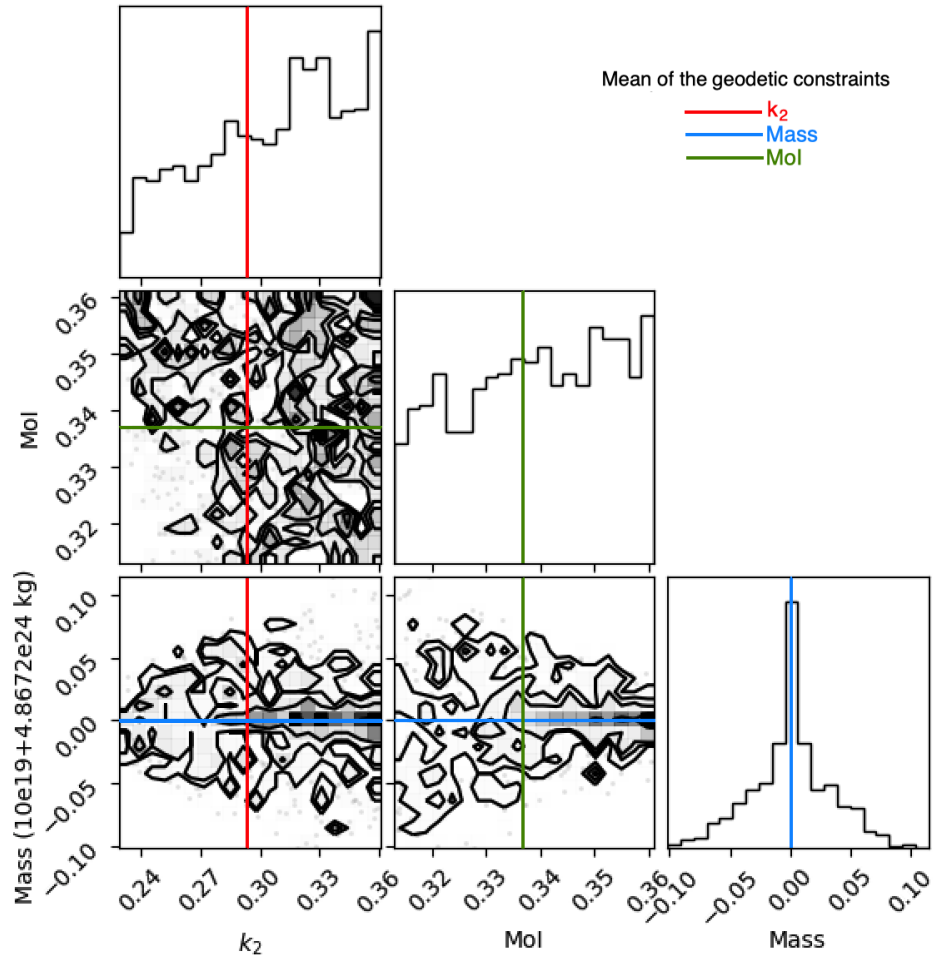 Mean of the geodetic constraints
k₂
Mass
MoI
MoI
0.36
0.35
0.34
0.33
0.32
Mass (10e19+4.8672e24 kg)
0.10
0.05
0.00
−0.05
−0.10
0.24
0.27
0.30
0.33
0.36
0.32
0.33
0.34
0.35
0.36
−0.10
−0.05
0.00
0.05
0.10
k₂
MoI
Mass